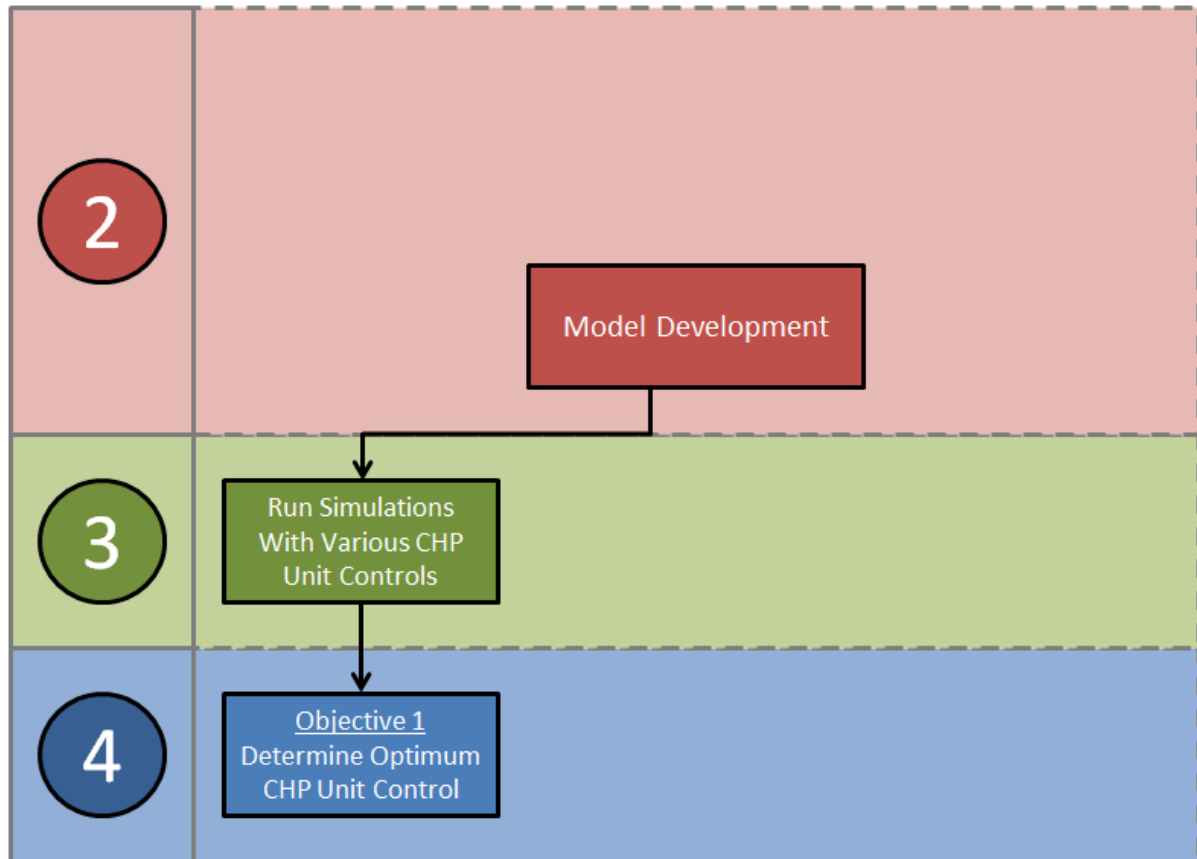 2
Model Development
3
Run Simulations
With Various CHP
Unit Controls
4
Objective 1
Determine Optimum
CHP Unit Control